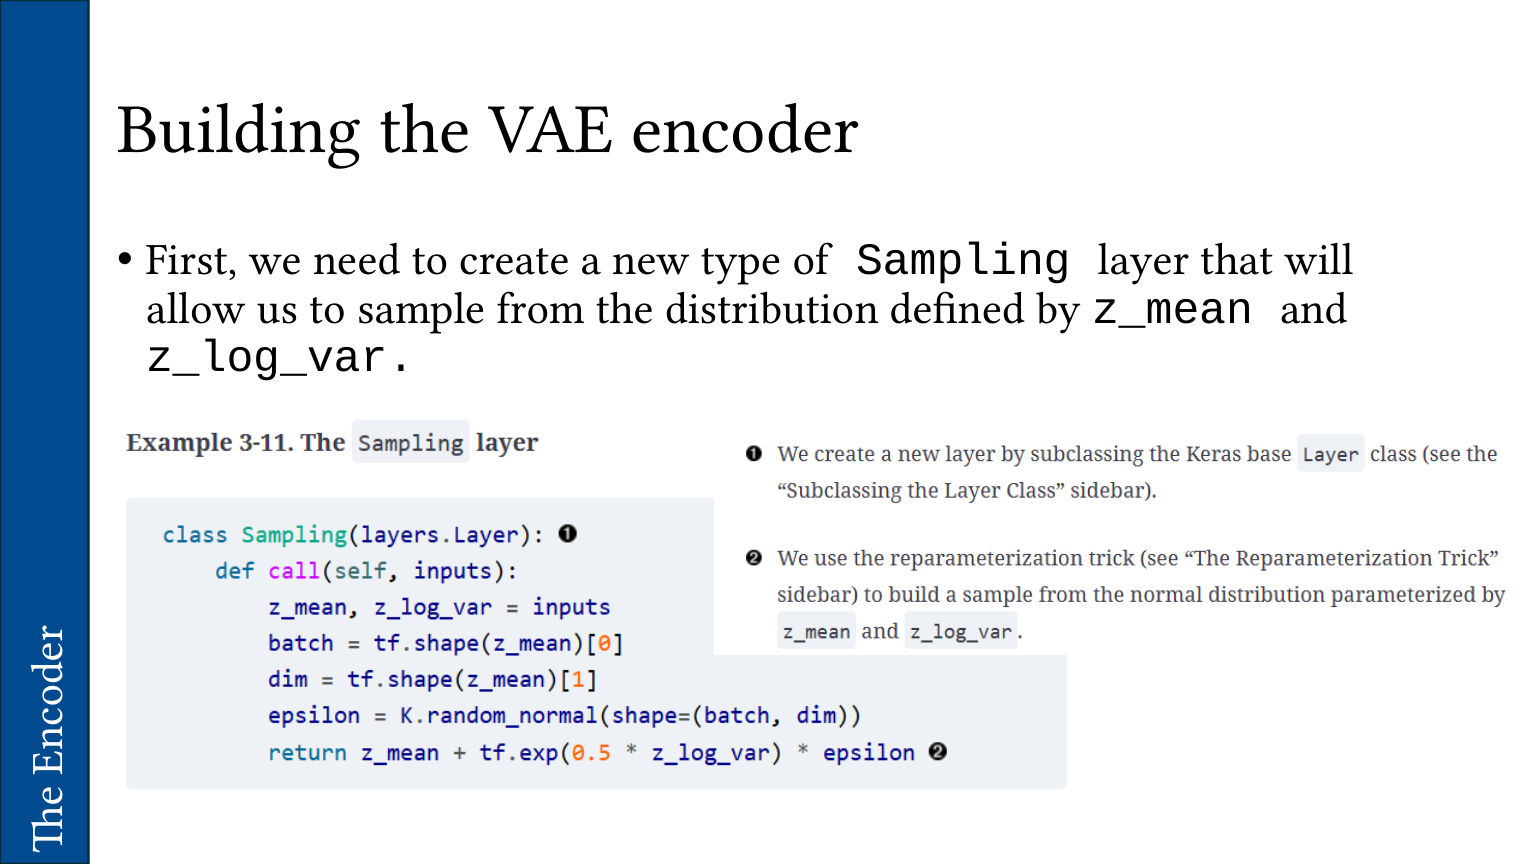 Building the VAE encoder
• First, we need to create a new type of Sampling layer that will
allow us to sample from the distribution defined by z_mean and
z_log_var.
Example 3-11. The Sampling layer
class Sampling(layers.Layer): ❶
    def call(self, inputs):
        z_mean, z_log_var = inputs
        batch = tf.shape(z_mean)[0]
        dim = tf.shape(z_mean)[1]
        epsilon = K.random_normal(shape=(batch, dim))
        return z_mean + tf.exp(0.5 * z_log_var) * epsilon ❷
❶ We create a new layer by subclassing the Keras base Layer class (see the
“Subclassing the Layer Class” sidebar).
❷ We use the reparameterization trick (see “The Reparameterization Trick”
sidebar) to build a sample from the normal distribution parameterized by
z_mean and z_log_var.
The Encoder